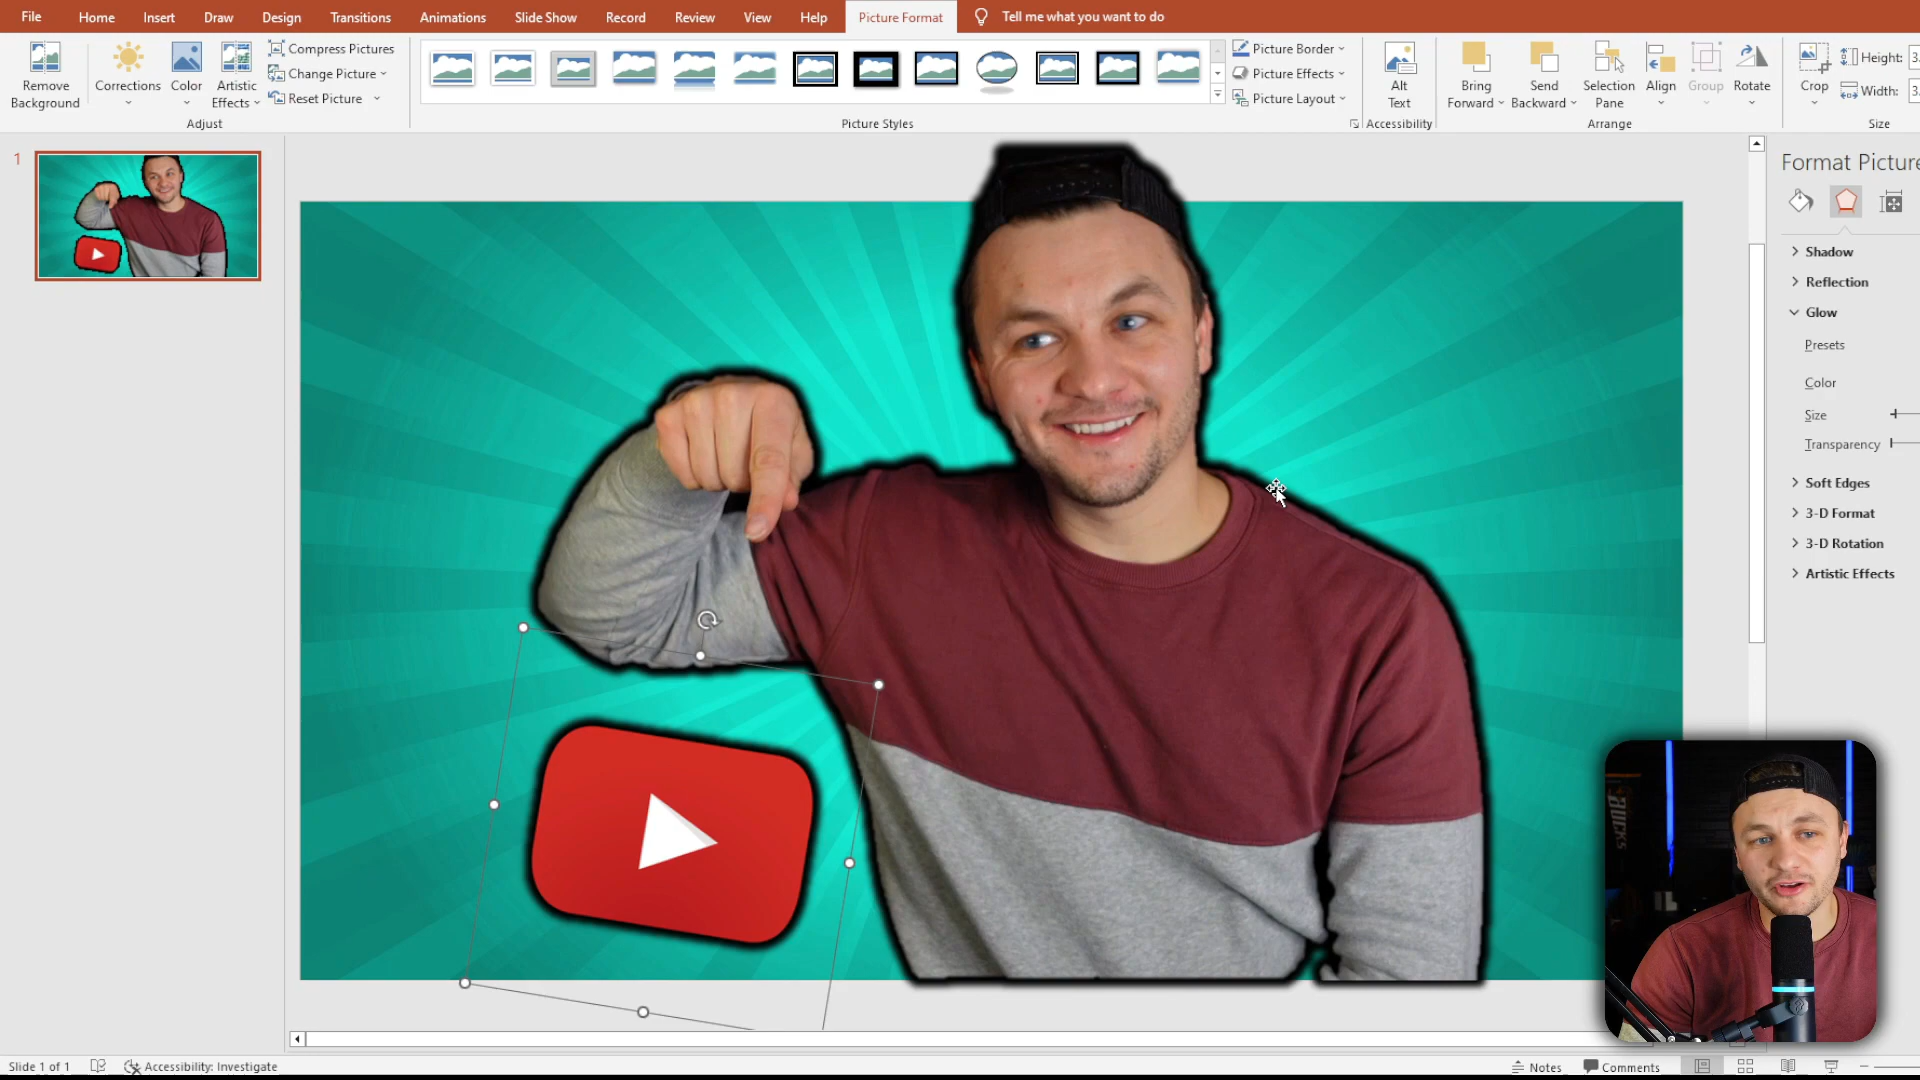 File Home Insert Draw Design Transitions Animations Slide Show Record Review View Help Picture Format Tell me what you want to do
Remove Background
Corrections
Color
Artistic Effects
Compress Pictures
Change Picture
Reset Picture
Adjust
Picture Styles
Picture Border
Picture Effects
Picture Layout
Alt Text
Accessibility
Bring Forward
Send Backward
Selection Pane
Align
Group
Rotate
Arrange
Crop
Height: 3.
Width: 3.
Size
1
Format Picture
Shadow
Reflection
Glow
Presets
Color
Size
Transparency
Soft Edges
3-D Format
3-D Rotation
Artistic Effects
BUCKS
Slide 1 of 1 Accessibility: Investigate Notes Comments